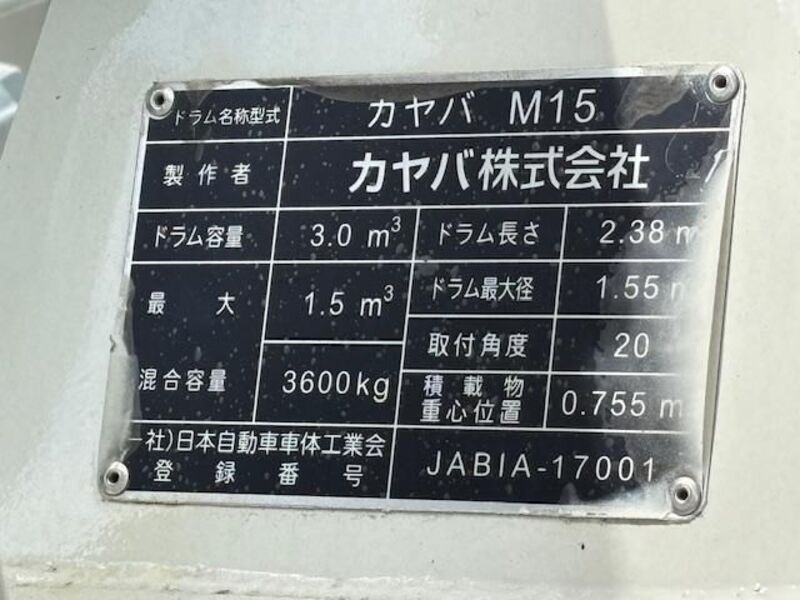 ドラム名称型式 カヤバ M15
製作者 カヤバ株式会社
ドラム容量 3.0 m³ ドラム長さ 2.38 m
最大混合容量 1.5 m³ 3600kg
ドラム最大径 1.55 m
取付角度 20
積載物重心位置 0.755 m
一社)日本自動車車体工業会
登録番号 JABIA-17001